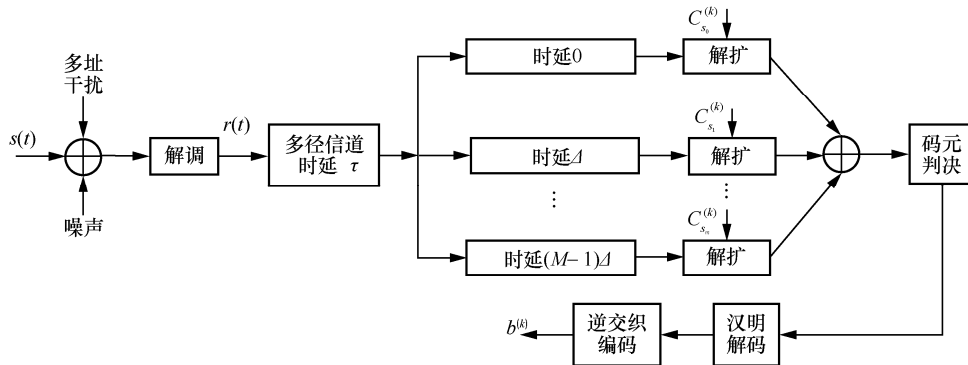 多址
干扰
s(t)
噪声
解调
r(t)
多径信道
时延 τ
时延0
C_{s_0}^{(k)}
解扩
时延Δ
C_{s_1}^{(k)}
解扩
⋮
⋮
时延(M−1)Δ
C_{s_m}^{(k)}
解扩
码元
判决
汉明
解码
逆交织
编码
b^{(k)}